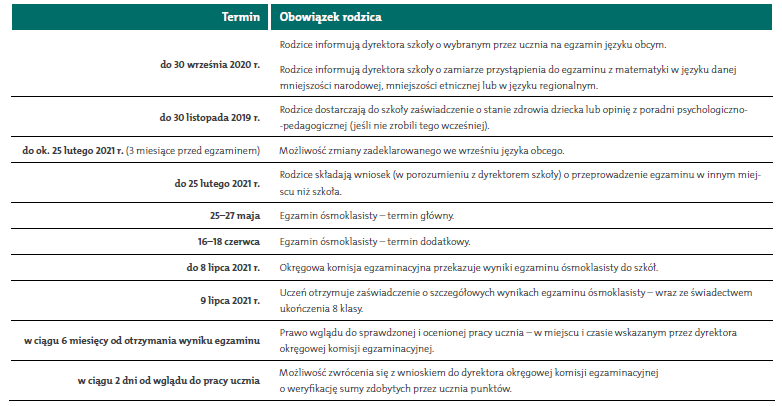 Termin Obowiązek rodzica
Rodzice informują dyrektora szkoły o wybranym przez ucznia na egzamin języku obcym.
do 30 września 2020 r.
Rodzice informują dyrektora szkoły o zamiarze przystąpienia do egzaminu z matematyki w języku danej
mniejszości narodowej, mniejszości etnicznej lub w języku regionalnym.
do 30 listopada 2019 r.
Rodzice dostarczają do szkoły zaświadczenie o stanie zdrowia dziecka lub opinię z poradni psychologiczno-
-pedagogicznej (jeśli nie zrobili tego wcześniej).
do ok. 25 lutego 2021 r. (3 miesiące przed egzaminem) Możliwość zmiany zadeklarowanego we wrześniu języka obcego.
do 25 lutego 2021 r.
Rodzice składają wniosek (w porozumieniu z dyrektorem szkoły) o przeprowadzenie egzaminu w innym miej-
scu niż szkoła.
25–27 maja Egzamin ósmoklasisty – termin główny.
16–18 czerwca Egzamin ósmoklasisty – termin dodatkowy.
do 8 lipca 2021 r. Okręgowa komisja egzaminacyjna przekazuje wyniki egzaminu ósmoklasisty do szkół.
9 lipca 2021 r.
Uczeń otrzymuje zaświadczenie o szczegółowych wynikach egzaminu ósmoklasisty – wraz ze świadectwem
ukończenia 8 klasy.
w ciągu 6 miesięcy od otrzymania wyniku egzaminu
Prawo wglądu do sprawdzonej i ocenionej pracy ucznia – w miejscu i czasie wskazanym przez dyrektora
okręgowej komisji egzaminacyjnej.
w ciągu 2 dni od wglądu do pracy ucznia
Możliwość zwrócenia się z wnioskiem do dyrektora okręgowej komisji egzaminacyjnej
o weryfikację sumy zdobytych przez ucznia punktów.